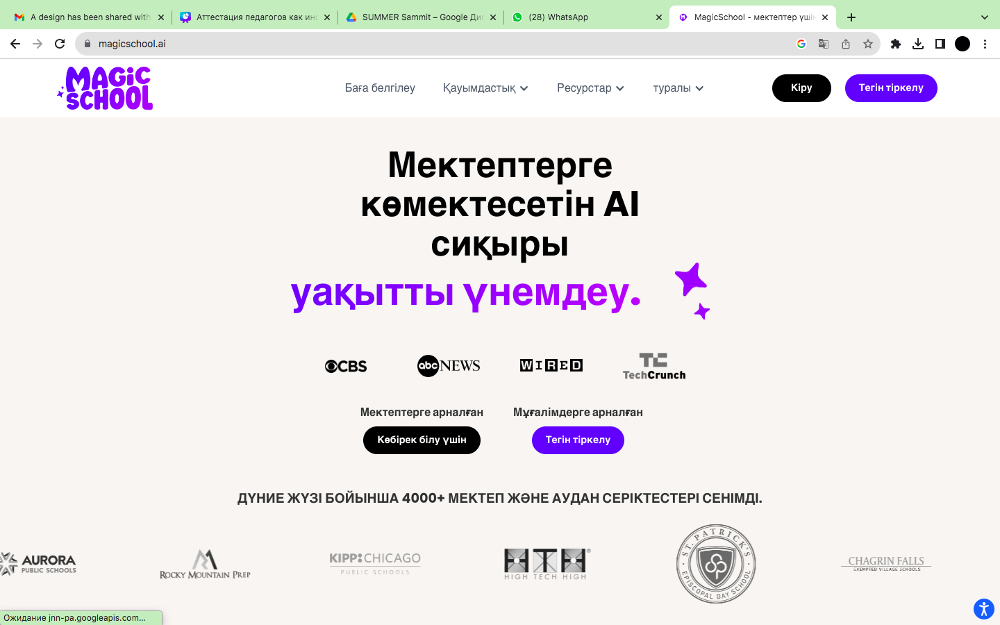 A design has been shared with
Аттестация педагогов как инс
SUMMER Sammit – Google Дис
(28) WhatsApp
MagicSchool - мектептер үшін
magicschool.ai
MAGiC
SCHOOL
Баға белгілеу
Қауымдастық
Ресурстар
туралы
Кіру
Тегін тіркелу
Мектептерге
көмектесетін AI
сиқыры
уақытты үнемдеу.
CBS
abc NEWS
WIRED
TC
TechCrunch
Мектептерге арналған
Мұғалімдерге арналған
Көбірек білу үшін
Тегін тіркелу
ДҮНИЕ ЖҮЗІ БОЙЫНША 4000+ МЕКТЕП ЖӘНЕ АУДАН СЕРІКТЕСТЕРІ СЕНІМДІ.
AURORA
PUBLIC SCHOOLS
ROCKY MOUNTAIN PREP
KIPP CHICAGO
PUBLIC SCHOOLS
HTH®
HIGH TECH HIGH
ST. PATRICK'S
EPISCOPAL DAY SCHOOL
CHAGRIN FALLS
EXEMPTED VILLAGE SCHOOLS
Ожидание jnn-pa.googleapis.com...